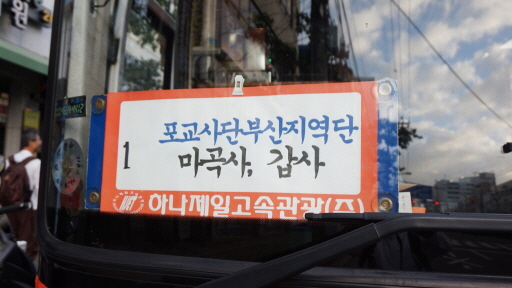 포교사단부산지역단
1
마곡사, 갑사
하나제일고속관광(주)